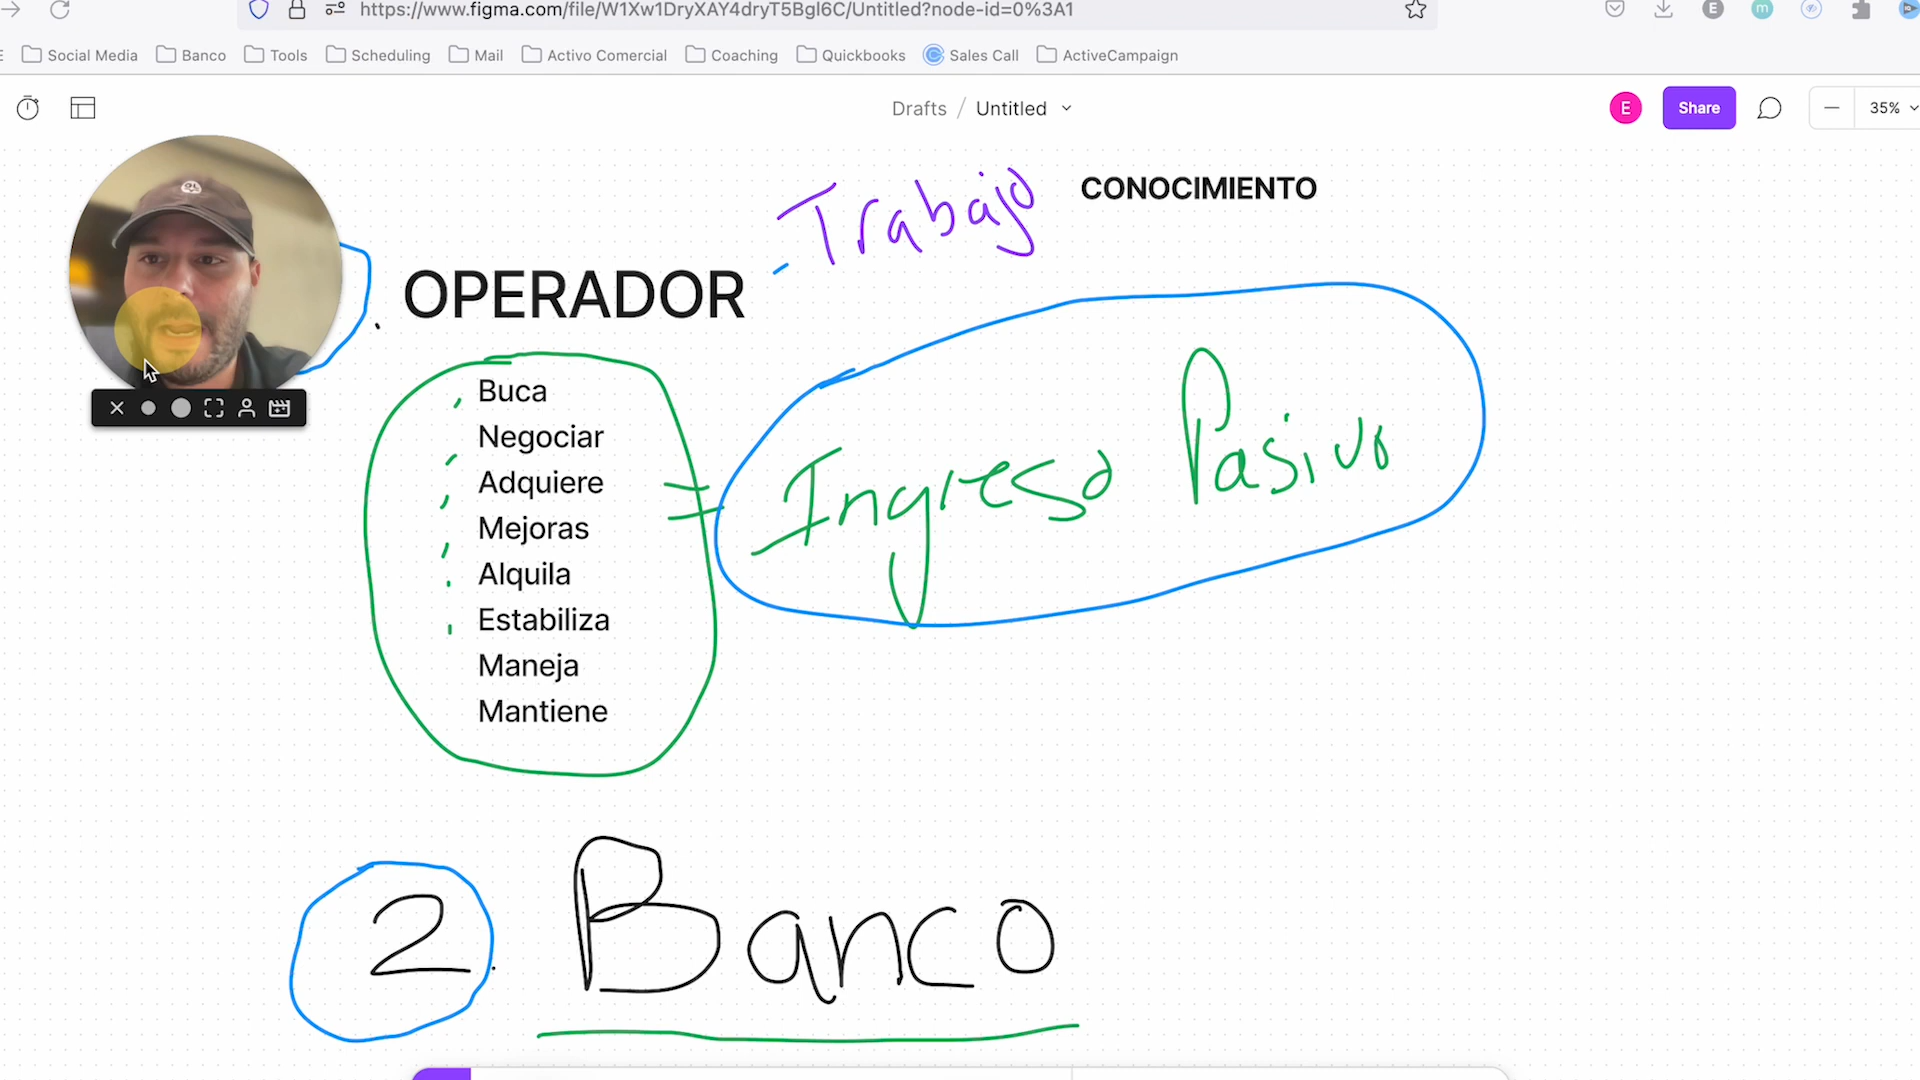 https://www.figma.com/file/W1Xw1DryXAY4dryT5Bgl6C/Untitled?node-id=0%3A1
E
m
Social Media
Banco
Tools
Scheduling
Mail
Activo Comercial
Coaching
Quickbooks
Sales Call
ActiveCampaign
Drafts / Untitled
E
Share
35%
Trabajo
CONOCIMIENTO
OPERADOR
Buca
Negociar
Adquiere
Mejoras
Alquila
Estabiliza
Maneja
Mantiene
= Ingreso Pasivo
2. Banco